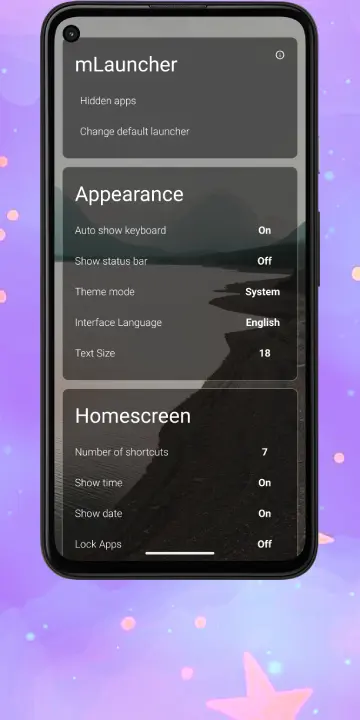 mLauncher
Hidden apps
Change default launcher
Appearance
Auto show keyboard On
Show status bar Off
Theme mode System
Interface Language English
Text Size 18
Homescreen
Number of shortcuts 7
Show time On
Show date On
Lock Apps Off